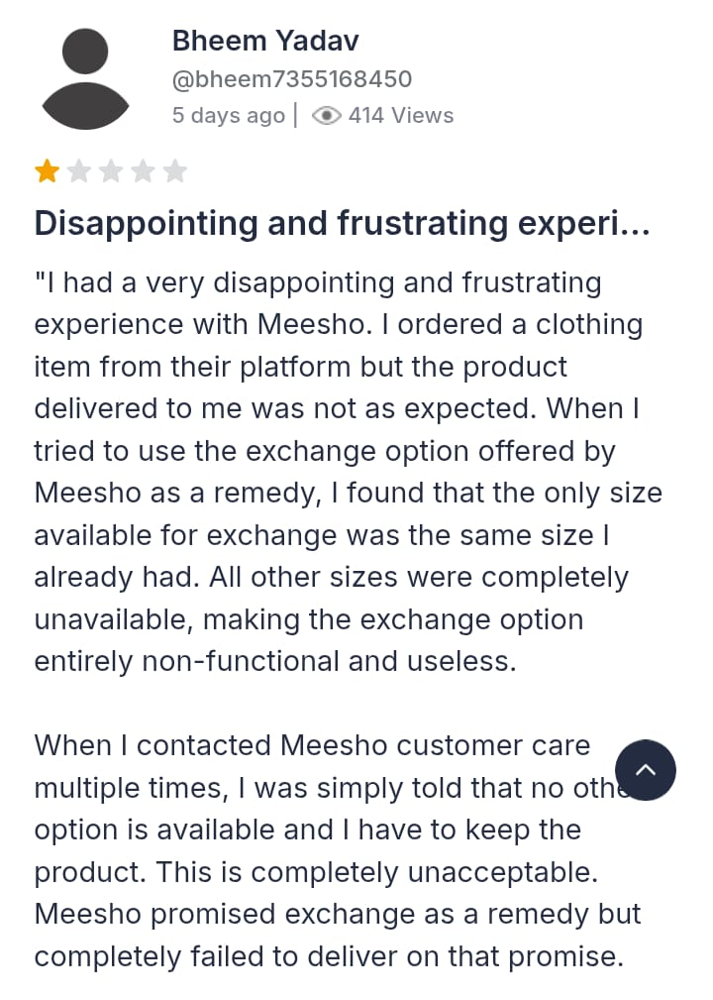 Bheem Yadav
@bheem7355168450
5 days ago | 414 Views
Disappointing and frustrating experi...
"I had a very disappointing and frustrating
experience with Meesho. I ordered a clothing
item from their platform but the product
delivered to me was not as expected. When I
tried to use the exchange option offered by
Meesho as a remedy, I found that the only size
available for exchange was the same size I
already had. All other sizes were completely
unavailable, making the exchange option
entirely non-functional and useless.
When I contacted Meesho customer care
multiple times, I was simply told that no
option is available and I have to keep the
product. This is completely unacceptable.
Meesho promised exchange as a remedy but
completely failed to deliver on that promise.